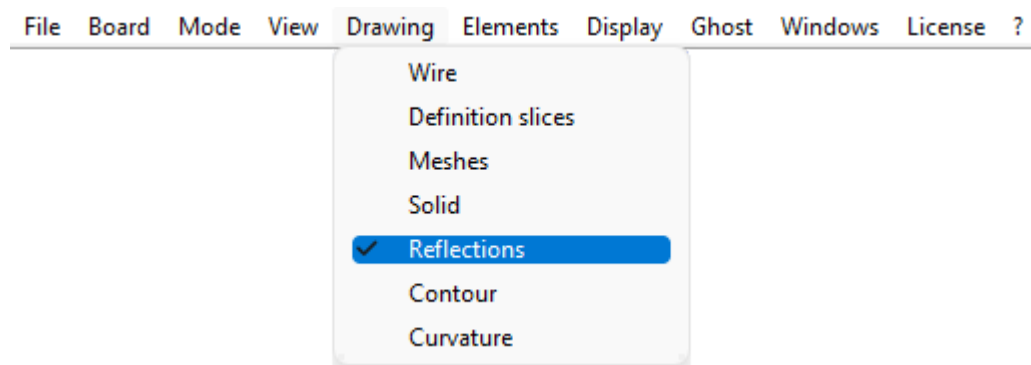 File Board Mode View Drawing Elements Display Ghost Windows License ?
Wire
Definition slices
Meshes
Solid
Reflections
Contour
Curvature